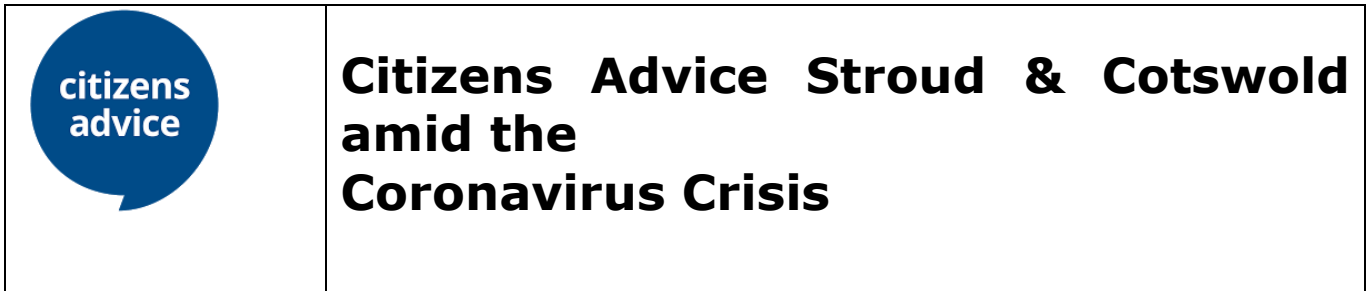 citizens
advice
Citizens Advice Stroud & Cotswold
amid the
Coronavirus Crisis